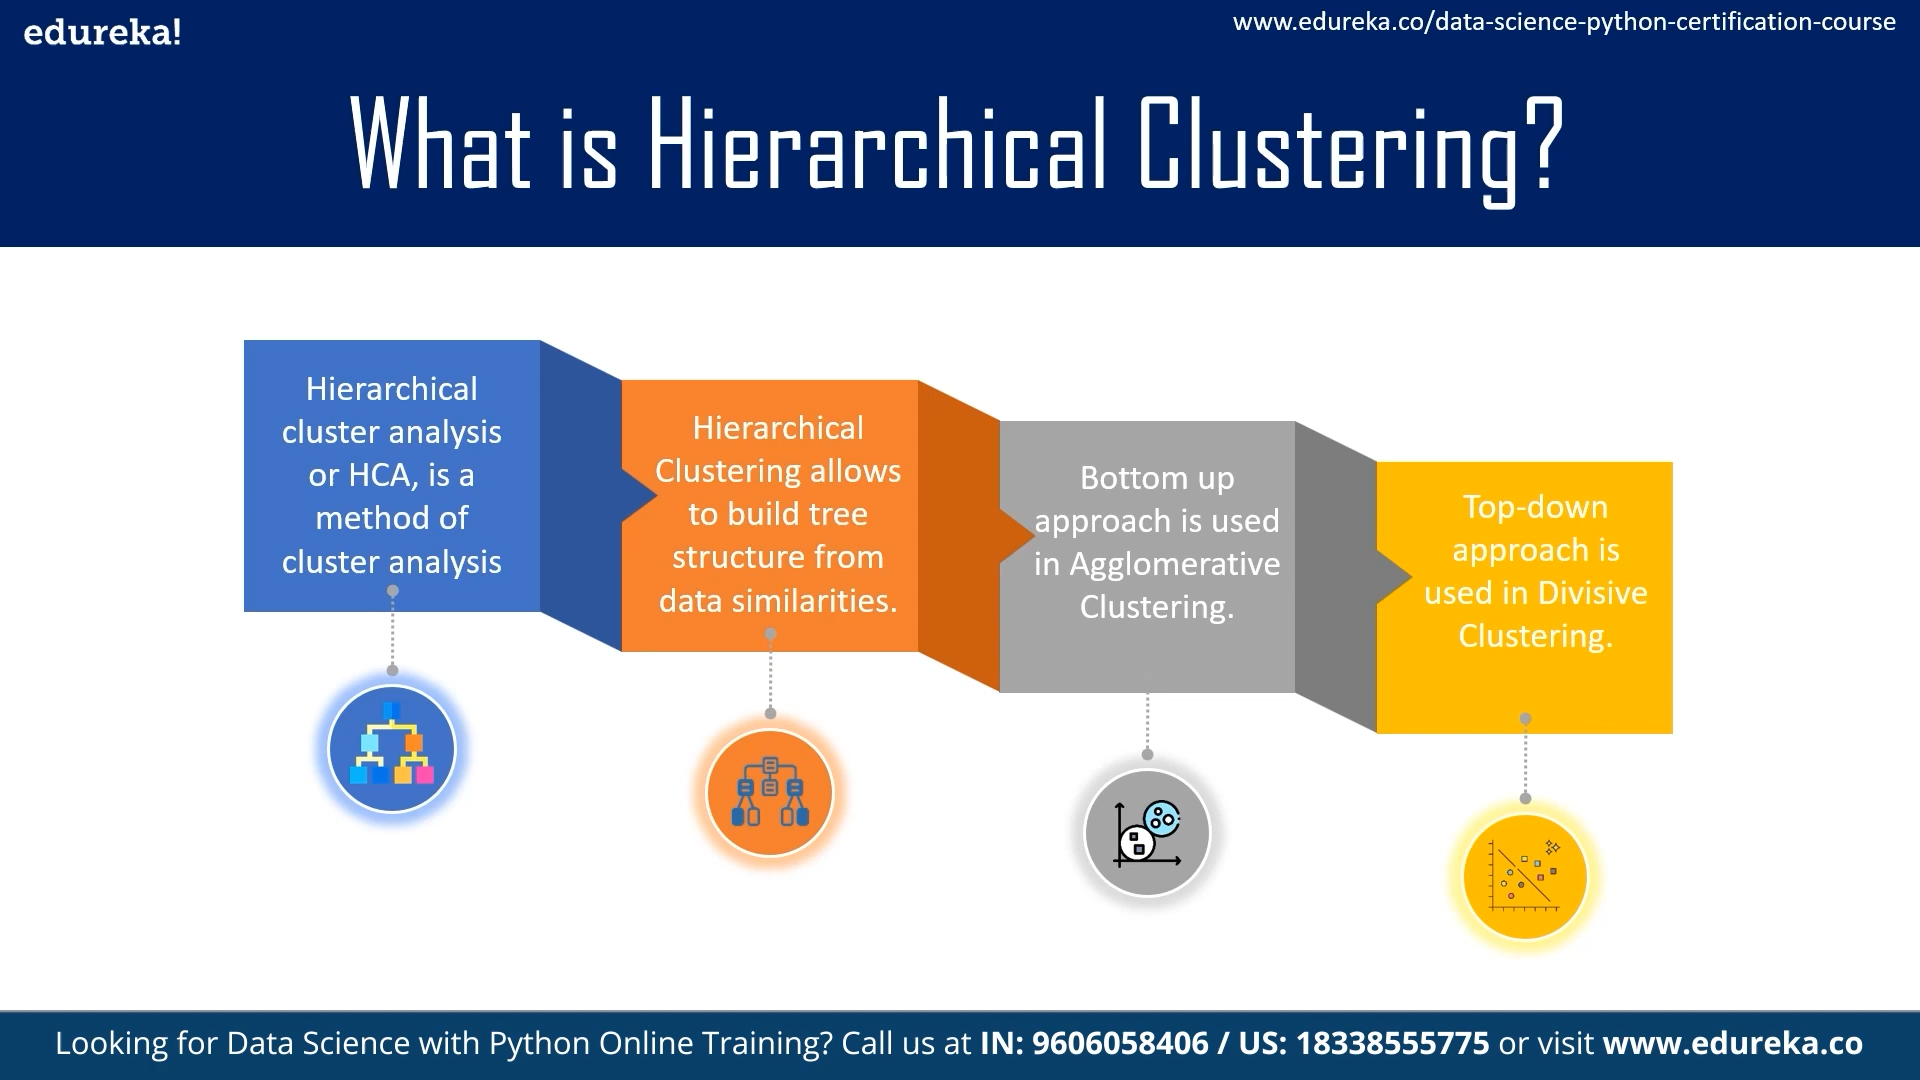 edureka!
www.edureka.co/data-science-python-certification-course
What is Hierarchical Clustering?
Hierarchical
cluster analysis
or HCA, is a
method of
cluster analysis
Hierarchical
Clustering allows
to build tree
structure from
data similarities.
Bottom up
approach is used
in Agglomerative
Clustering.
Top-down
approach is
used in Divisive
Clustering.
Looking for Data Science with Python Online Training? Call us at IN: 9606058406 / US: 18338555775 or visit www.edureka.co